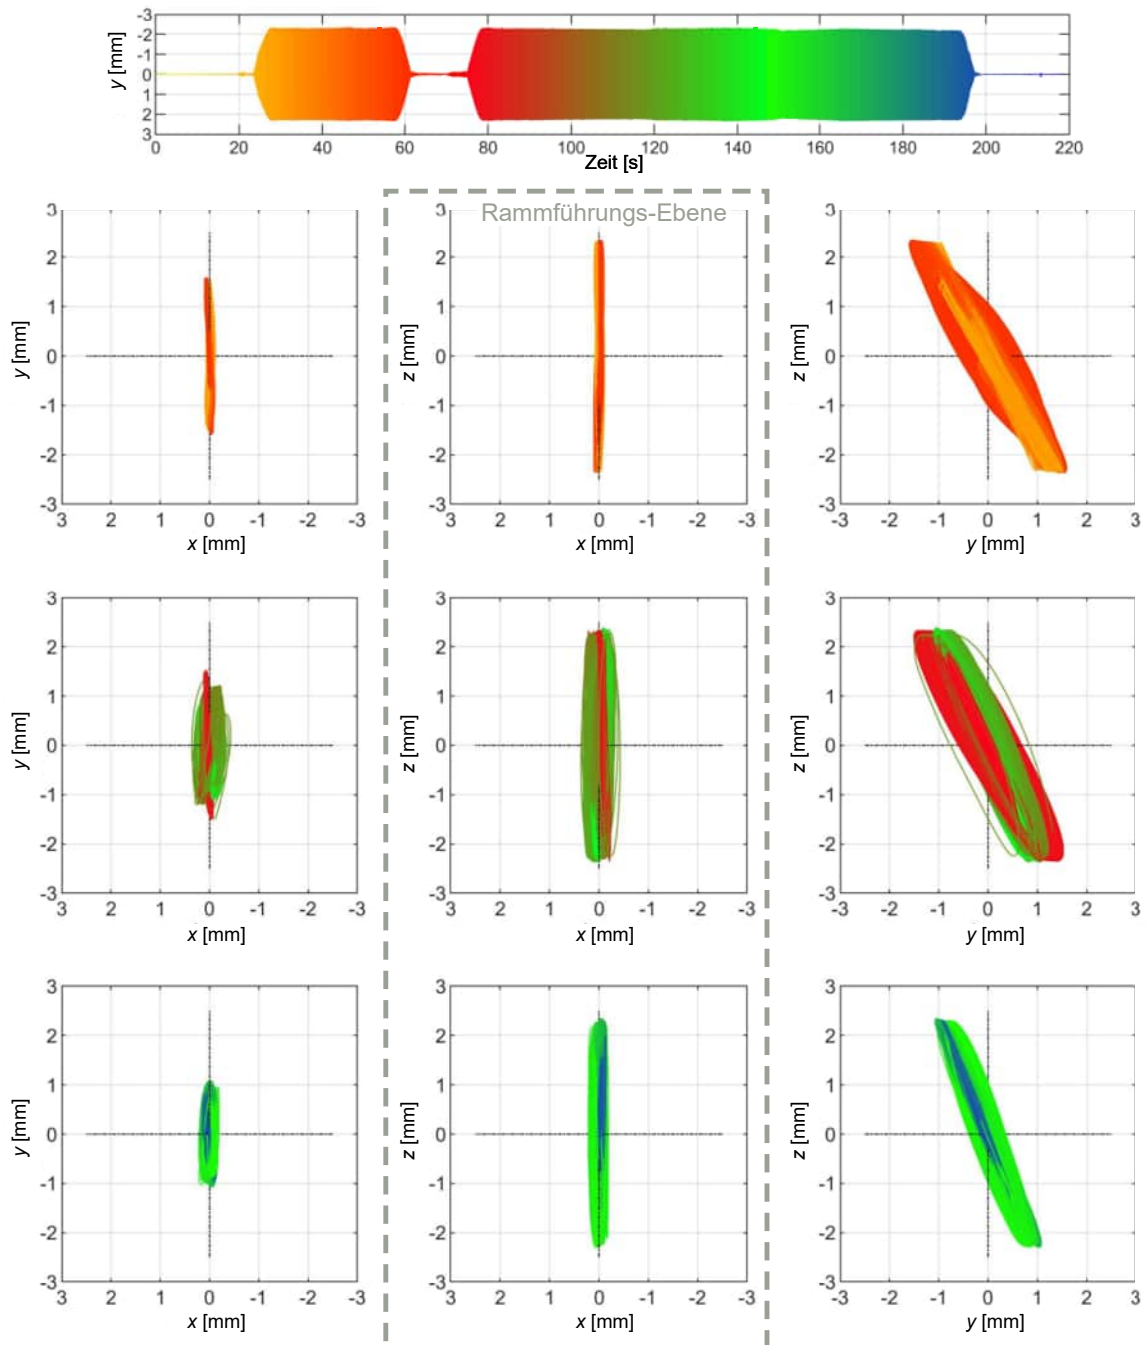 -3
-2
-1
0
1
2
3
y [mm]
0 20 40 60 80 100 120 140 160 180 200 220
Zeit [s]
Rammführungs-Ebene
3 3 3
2 2 2
1 1 1
0 0 0
-1 -1 -1
-2 -2 -2
-3 -3 -3
y [mm] z [mm] z [mm]
3 2 1 0 -1 -2 -3 3 2 1 0 -1 -2 -3 -3 -2 -1 0 1 2 3
x [mm] x [mm] y [mm]
3 3 3
2 2 2
1 1 1
0 0 0
-1 -1 -1
-2 -2 -2
-3 -3 -3
y [mm] z [mm] z [mm]
3 2 1 0 -1 -2 -3 3 2 1 0 -1 -2 -3 -3 -2 -1 0 1 2 3
x [mm] x [mm] y [mm]
3 3 3
2 2 2
1 1 1
0 0 0
-1 -1 -1
-2 -2 -2
-3 -3 -3
y [mm] z [mm] z [mm]
3 2 1 0 -1 -2 -3 3 2 1 0 -1 -2 -3 -3 -2 -1 0 1 2 3
x [mm] x [mm] y [mm]